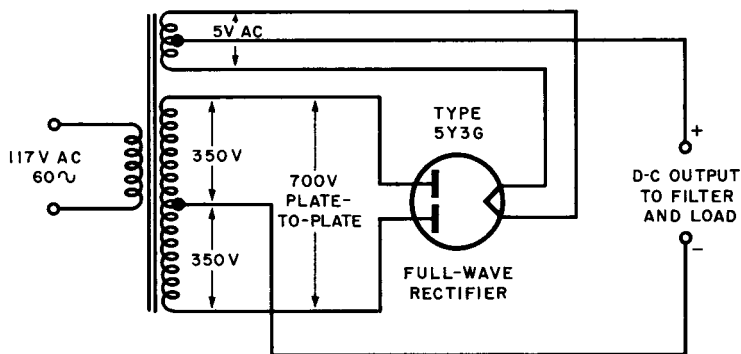 5V AC
TYPE
5Y3G
117V AC
60~
350V
700V
PLATE-
TO-PLATE
350V
+
D-C OUTPUT
TO FILTER
AND LOAD
-
FULL-WAVE
RECTIFIER